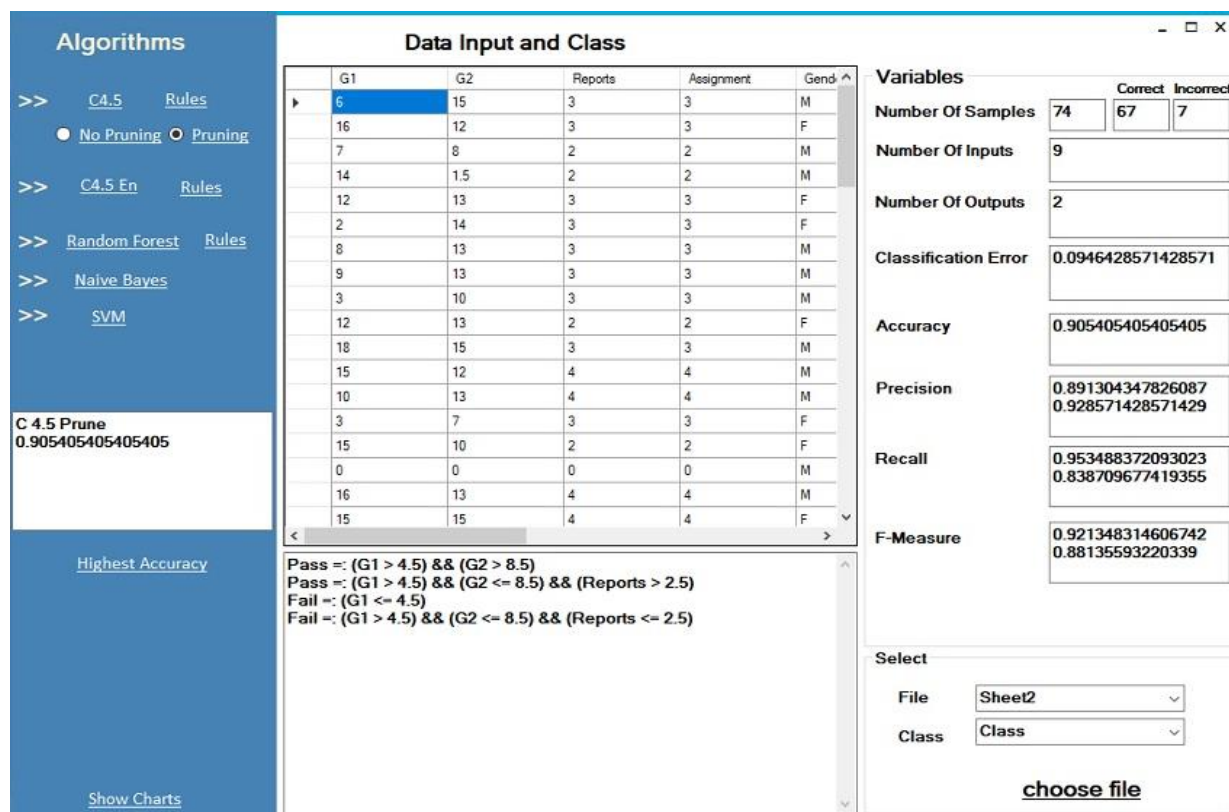 Algorithms
>> C4.5 Rules
No Pruning Pruning
>> C4.5 En Rules
>> Random Forest Rules
>> Naive Bayes
>> SVM
C 4.5 Prune
0.905405405405405
Highest Accuracy
Show Charts
Data Input and Class
G1 G2 Reports Assignment Gend
6 15 3 3 M
16 12 3 3 F
7 8 2 2 M
14 1.5 2 2 M
12 13 3 3 F
2 14 3 3 F
8 13 3 3 M
9 13 3 3 M
3 10 3 3 M
12 13 2 2 F
18 15 3 3 M
15 12 4 4 M
10 13 4 4 M
3 7 3 3 F
15 10 2 2 F
0 0 0 0 M
16 13 4 4 M
15 15 4 4 F
Pass =: (G1 > 4.5) && (G2 > 8.5)
Pass =: (G1 > 4.5) && (G2 <= 8.5) && (Reports > 2.5)
Fail =: (G1 <= 4.5)
Fail =: (G1 > 4.5) && (G2 <= 8.5) && (Reports <= 2.5)
Variables
Correct Incorrect
Number Of Samples 74 67 7
Number Of Inputs 9
Number Of Outputs 2
Classification Error 0.0946428571428571
Accuracy 0.905405405405405
Precision 0.891304347826087
0.928571428571429
Recall 0.953488372093023
0.838709677419355
F-Measure 0.921348314606742
0.88135593220339
Select
File Sheet2
Class Class
choose file